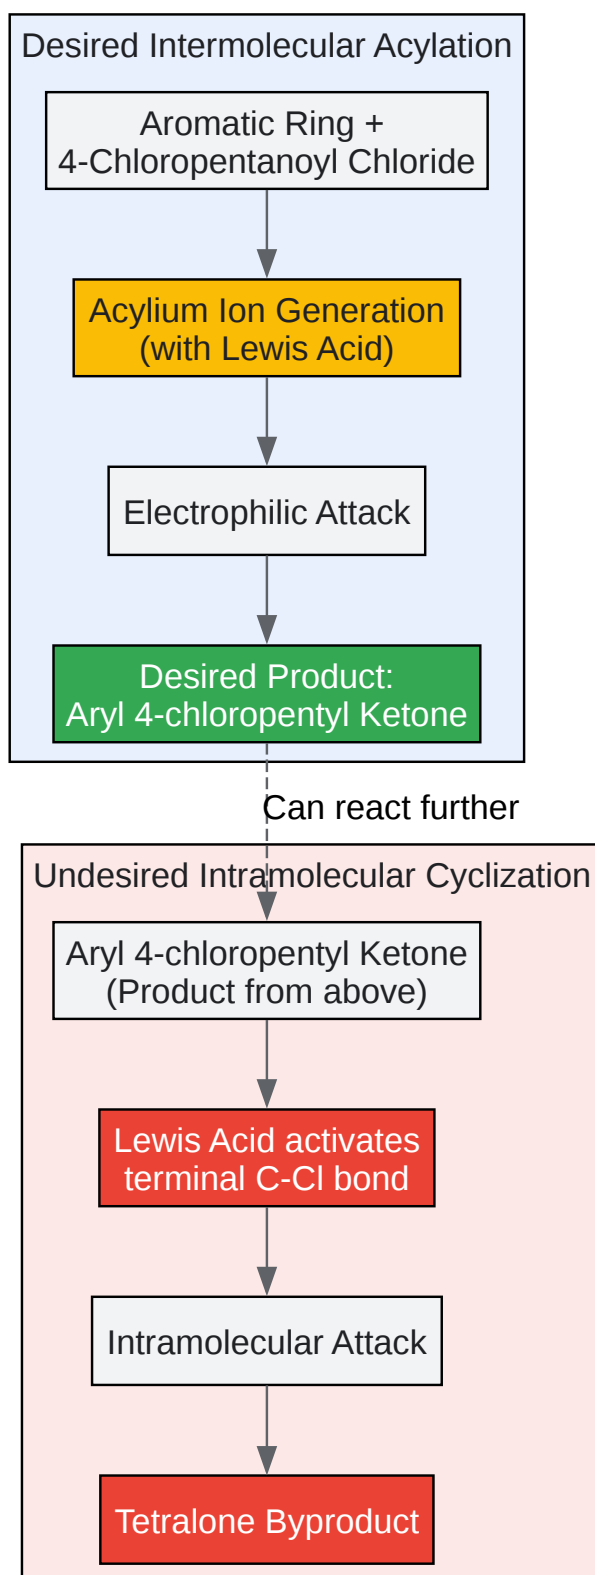 Desired Intermolecular Acylation
Aromatic Ring +
4-Chloropentanoyl Chloride
Acylium Ion Generation
(with Lewis Acid)
Electrophilic Attack
Desired Product:
Aryl 4-chloropentyl Ketone
Can react further
Undesired Intramolecular Cyclization
Aryl 4-chloropentyl Ketone
(Product from above)
Lewis Acid activates
terminal C-Cl bond
Intramolecular Attack
Tetralone Byproduct